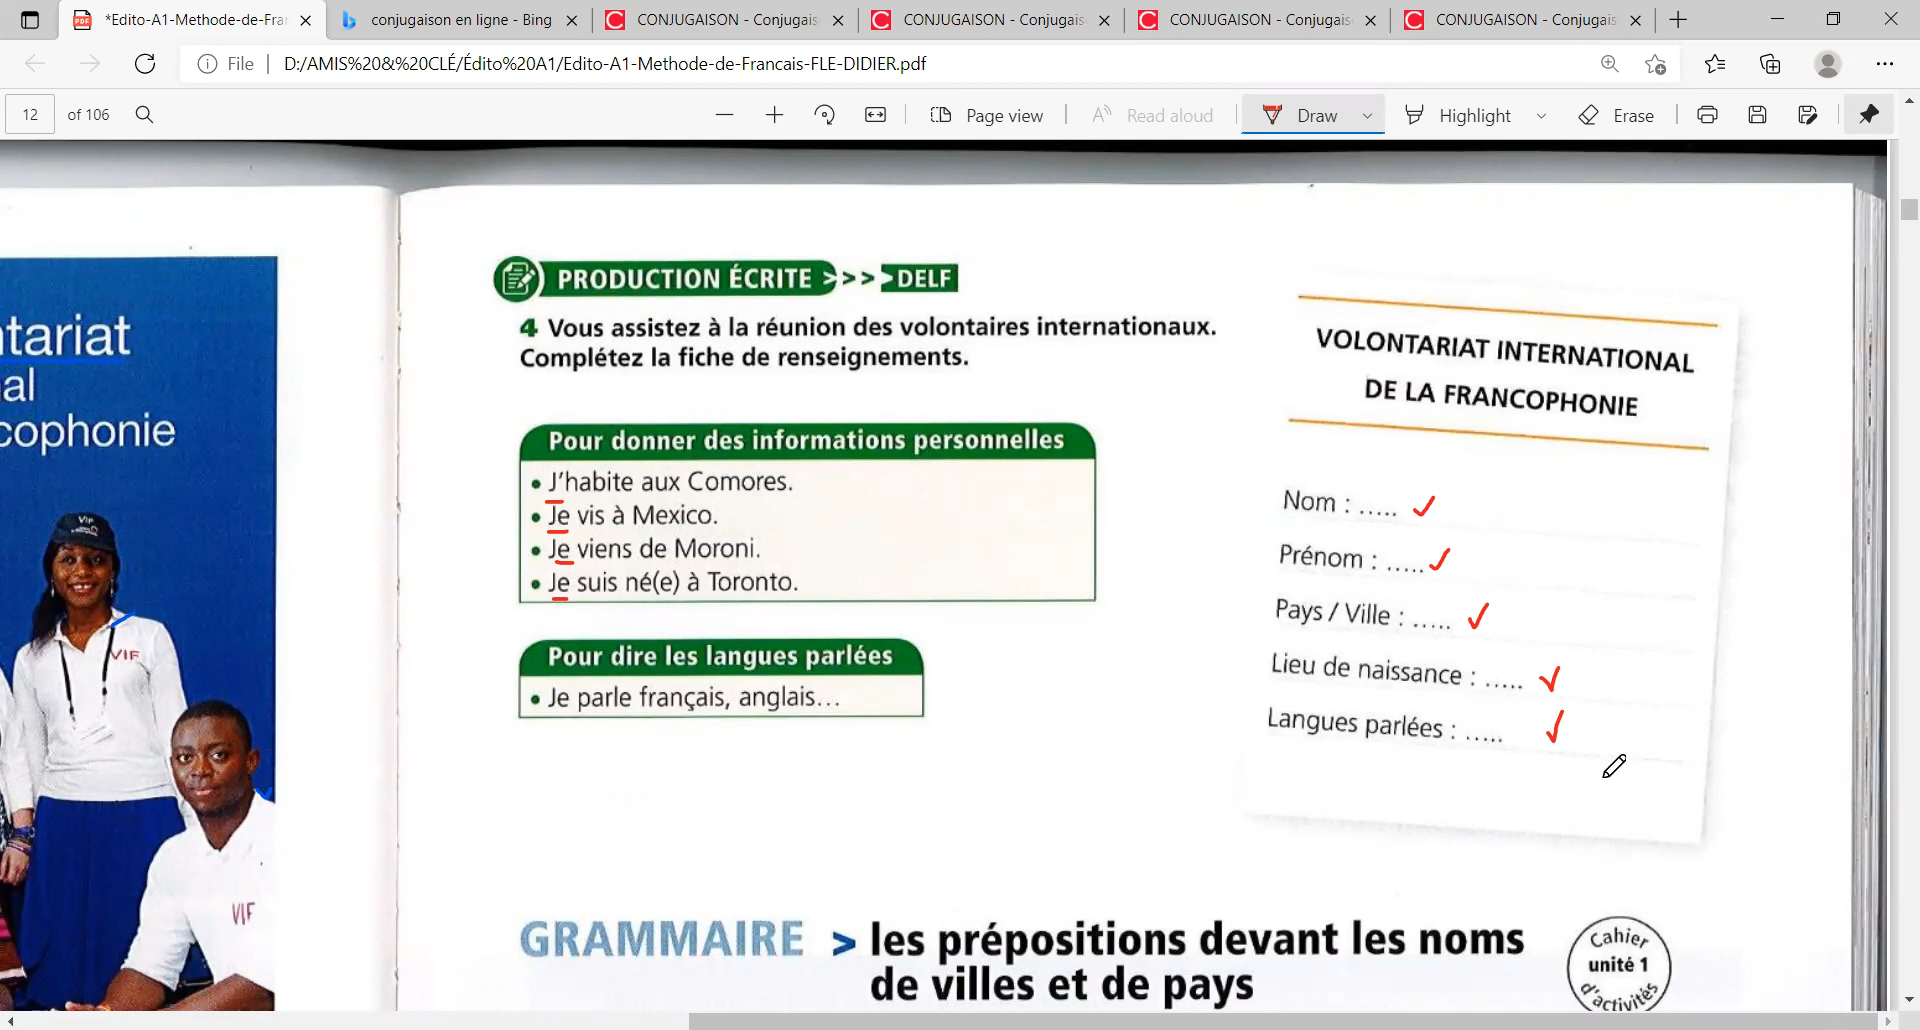 *Edito-A1-Methode-de-Fra
conjugaison en ligne - Bing
CONJUGAISON - Conjugais
CONJUGAISON - Conjugais
CONJUGAISON - Conjugais
CONJUGAISON - Conjugais
File
D:/AMIS%20&%20CLÉ/Édito%20A1/Edito-A1-Methode-de-Francais-FLE-DIDIER.pdf
12 of 106
Page view
Read aloud
Draw
Highlight
Erase
ntariat
al
cophonie
VIF
VIF
VIF
PRODUCTION ÉCRITE >>>> DELF
4 Vous assistez à la réunion des volontaires internationaux.
Complétez la fiche de renseignements.
Pour donner des informations personnelles
• J'habite aux Comores.
• Je vis à Mexico.
• Je viens de Moroni.
• Je suis né(e) à Toronto.
Pour dire les langues parlées
• Je parle français, anglais...
VOLONTARIAT INTERNATIONAL
DE LA FRANCOPHONIE
Nom : .....
Prénom : .....
Pays / Ville : .....
Lieu de naissance : .....
Langues parlées : .....
GRAMMAIRE > les prépositions devant les noms
de villes et de pays
Cahier
unité 1
d'activités